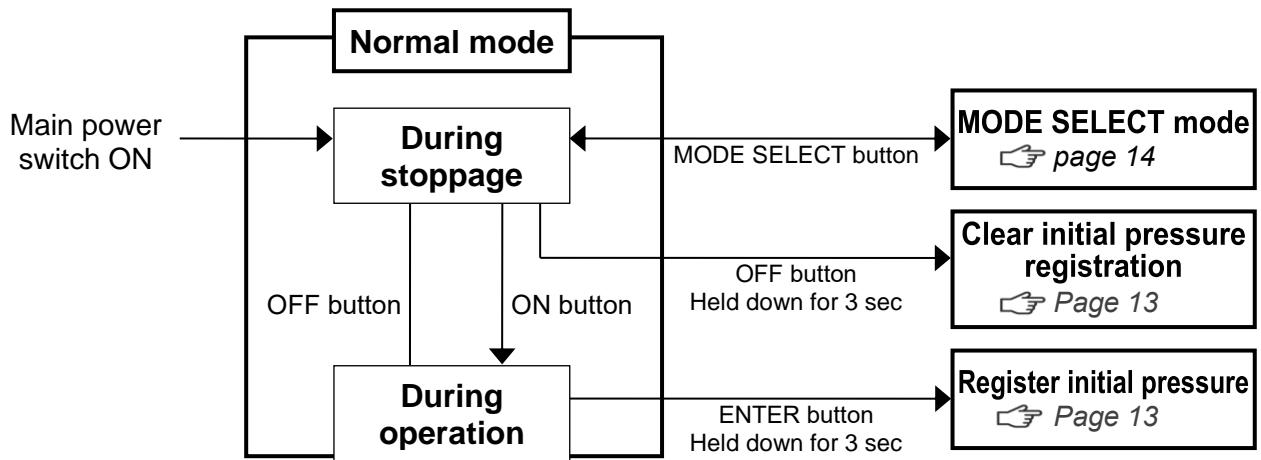 Normal mode
Main power
switch ON
During
stoppage
MODE SELECT button
MODE SELECT mode
☞ page 14
OFF button
Held down for 3 sec
Clear initial pressure
registration
☞ Page 13
OFF button
ON button
During
operation
ENTER button
Held down for 3 sec
Register initial pressure
☞ Page 13